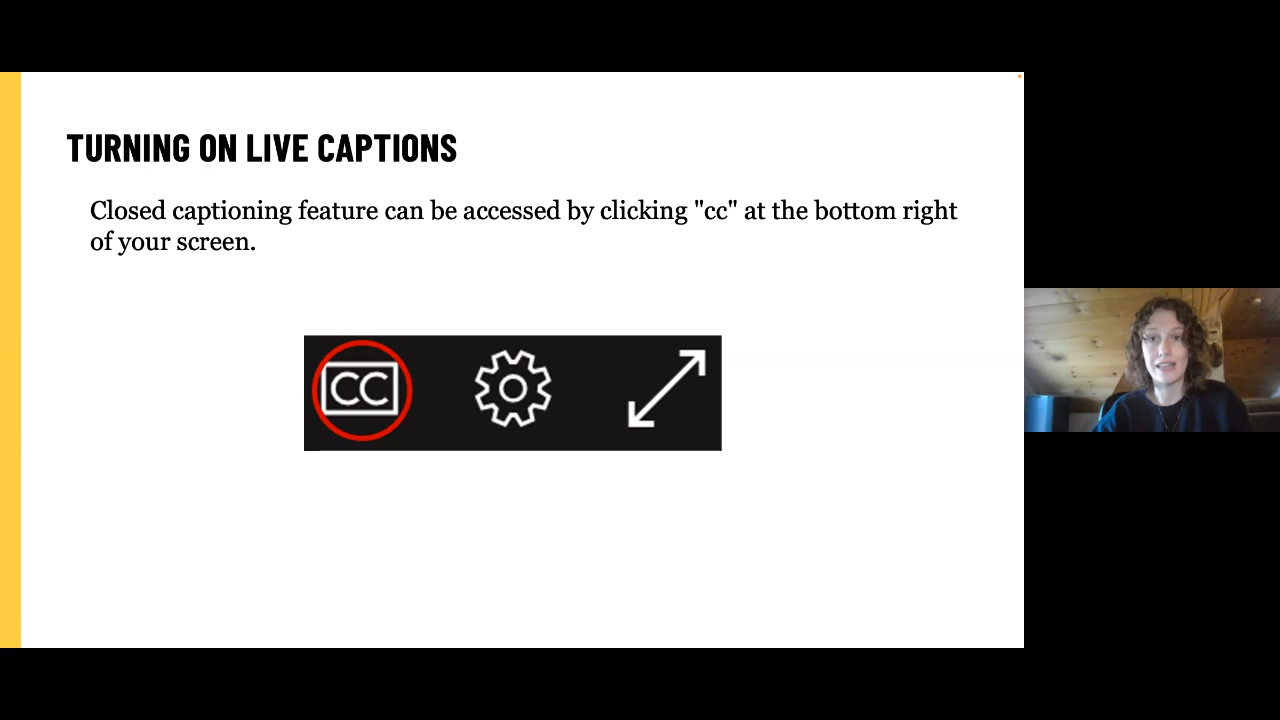 TURNING ON LIVE CAPTIONS
Closed captioning feature can be accessed by clicking "cc" at the bottom right
of your screen.
CC